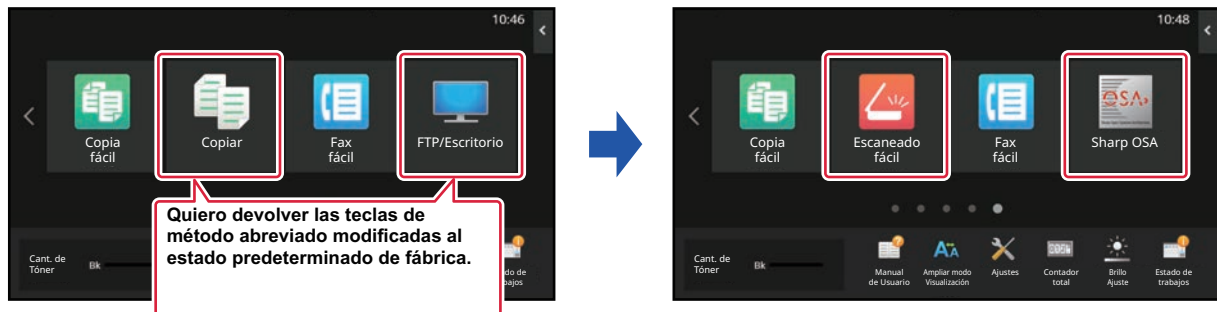 10:46
Copia
fácil
Copiar
Fax
fácil
FTP/Escritorio
Quiero devolver las teclas de
método abreviado modificadas al
estado predeterminado de fábrica.
Cant. de
Tóner
Bk
do de
bajos
10:48
Copia
fácil
Escaneado
fácil
Fax
fácil
OSA
Sharp OSA
Cant. de
Tóner
Bk
Manual
de Usuario
Ampliar modo
Visualización
Ajustes
Contador
total
Brillo
Ajuste
Estado de
trabajos